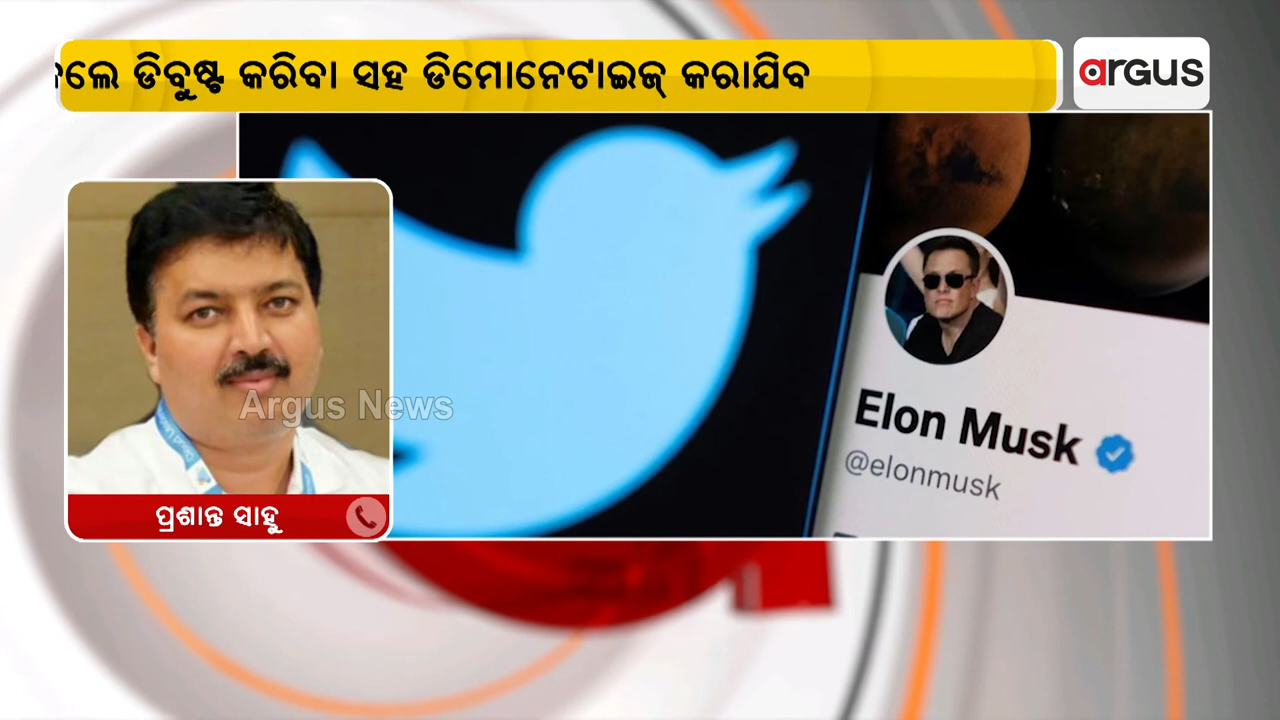 ଡିବୁଷ୍ଟ କରିବା ସହ ଡିମୋନେଟାଇଜ୍ କରାଯିବ
argus
Elon Musk
@elonmusk
Argus News
ପ୍ରଶାନ୍ତ ସାହୁ